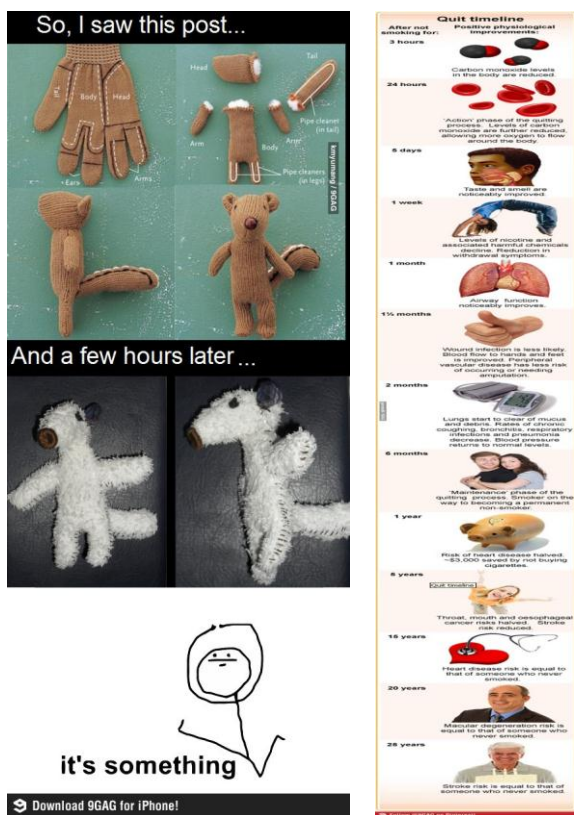 So, I saw this post...
Tail
Body
Head
Ears
Arms
Head
Tail
Pipe cleaner
(in tail)
Arm
Arm
Body
Pipe cleaners
(in legs)
kmyumang / 9GAG
And a few hours later...
it's something
Download 9GAG for iPhone!
Quit timeline
After not
smoking for:
Positive physiological
improvements:
3 hours
Carbon monoxide levels
in the body are reduced.
24 hours
'Action' phase of the quitting
process. Levels of carbon
monoxide are further reduced,
allowing more oxygen to flow
around the body.
5 days
Taste and smell are
noticeably improved.
1 week
Levels of nicotine and
associated harmful chemicals
decline. Reduction in
withdrawal symptoms.
1 month
Airway function
noticeably improves.
1½ months
Wound infection is less likely.
Blood flow to hands and feet
is improved. Peripheral
vascular disease has less risk
of occurring or needing
amputation.
2 months
Lungs start to clear of mucus
and debris. Rates of chronic
coughing, bronchitis, respiratory
infections and pneumonia
decrease. Blood pressure
returns to normal levels.
6 months
'Maintenance' phase of the
quitting process. Smoker on the
way to becoming a permanent
non-smoker.
1 year
Risk of heart disease halved.
~$3,000 saved by not buying
cigarettes.
5 years
Quit timeline
Throat, mouth and oesophageal
cancer risks halved. Stroke
risk reduced.
15 years
Heart disease risk is equal to
that of someone who never
smoked.
20 years
Macular degeneration risk is
equal to that of someone who
never smoked.
25 years
Stroke risk is equal to that of
someone who never smoked.